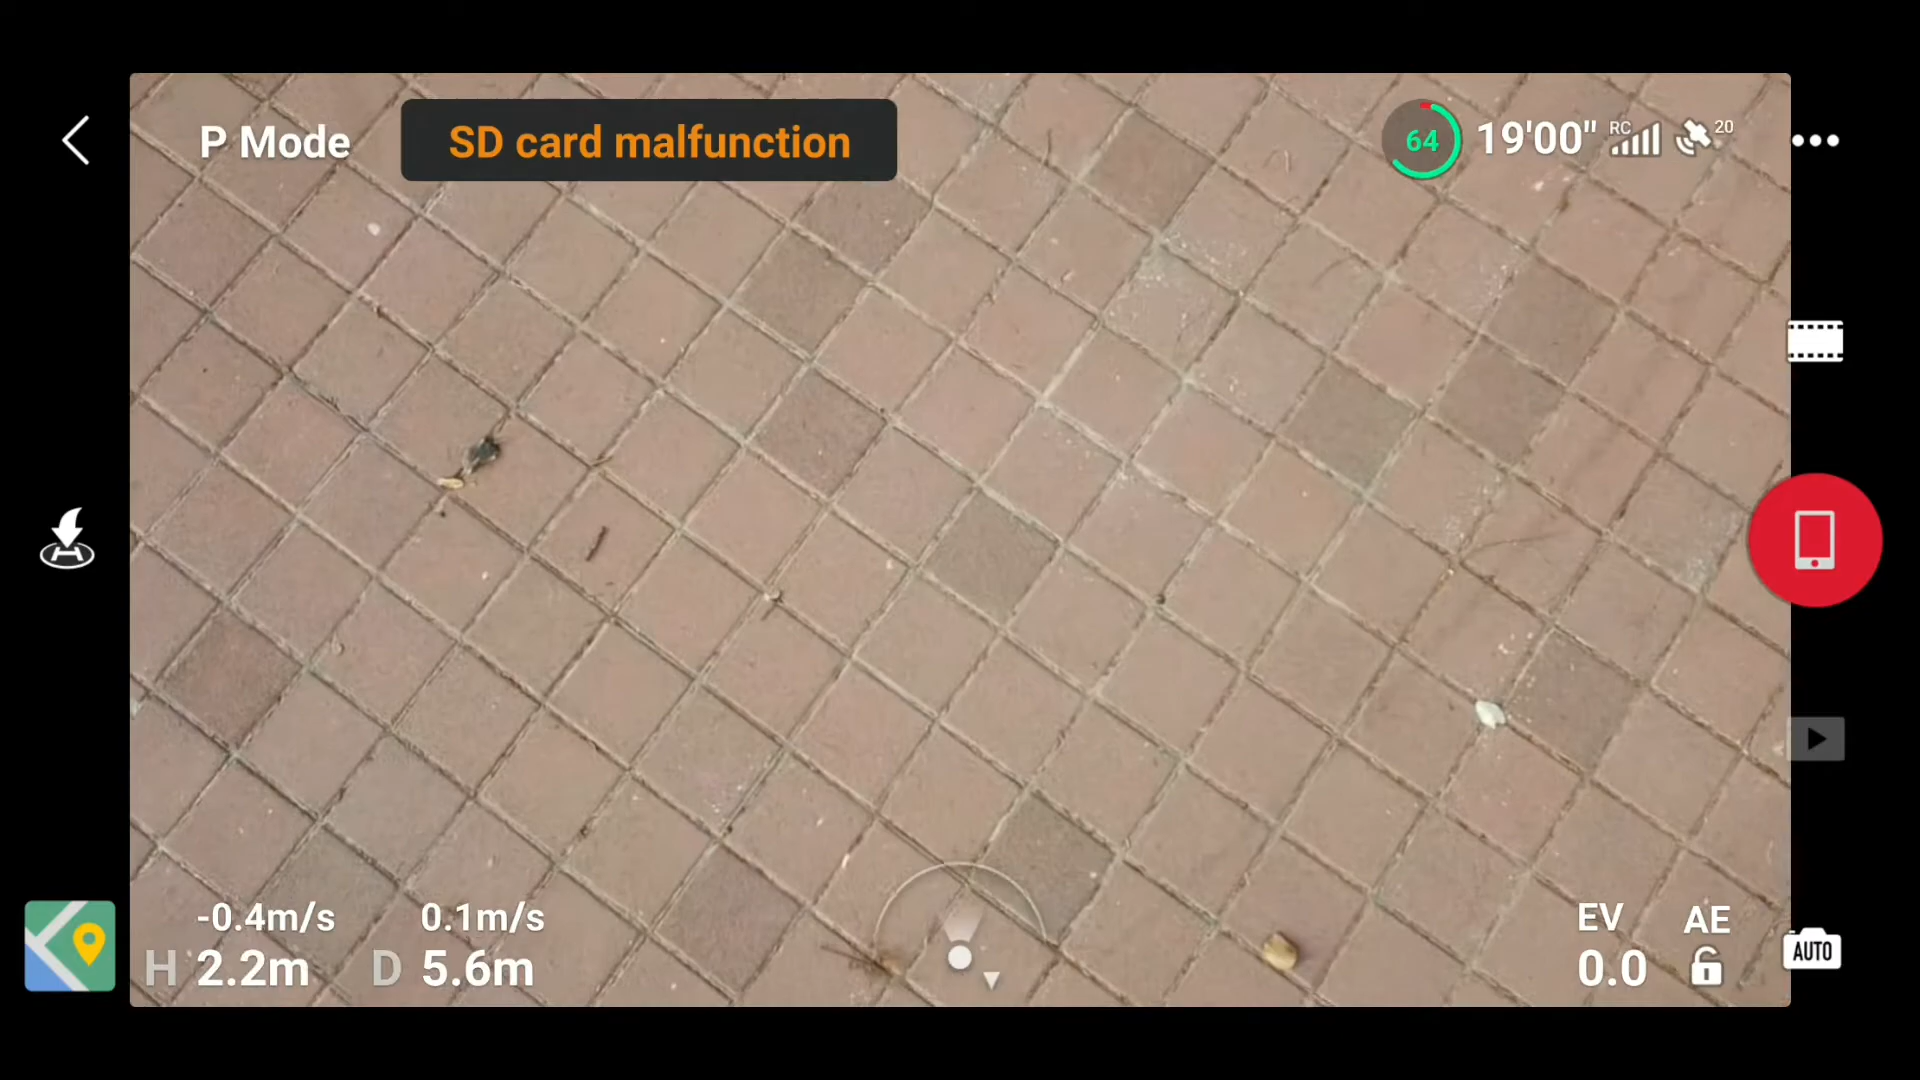 P Mode
SD card malfunction
64
19'00"
RC
20
-0.4m/s
0.1m/s
H 2.2m
D 5.6m
EV
AE
0.0
AUTO